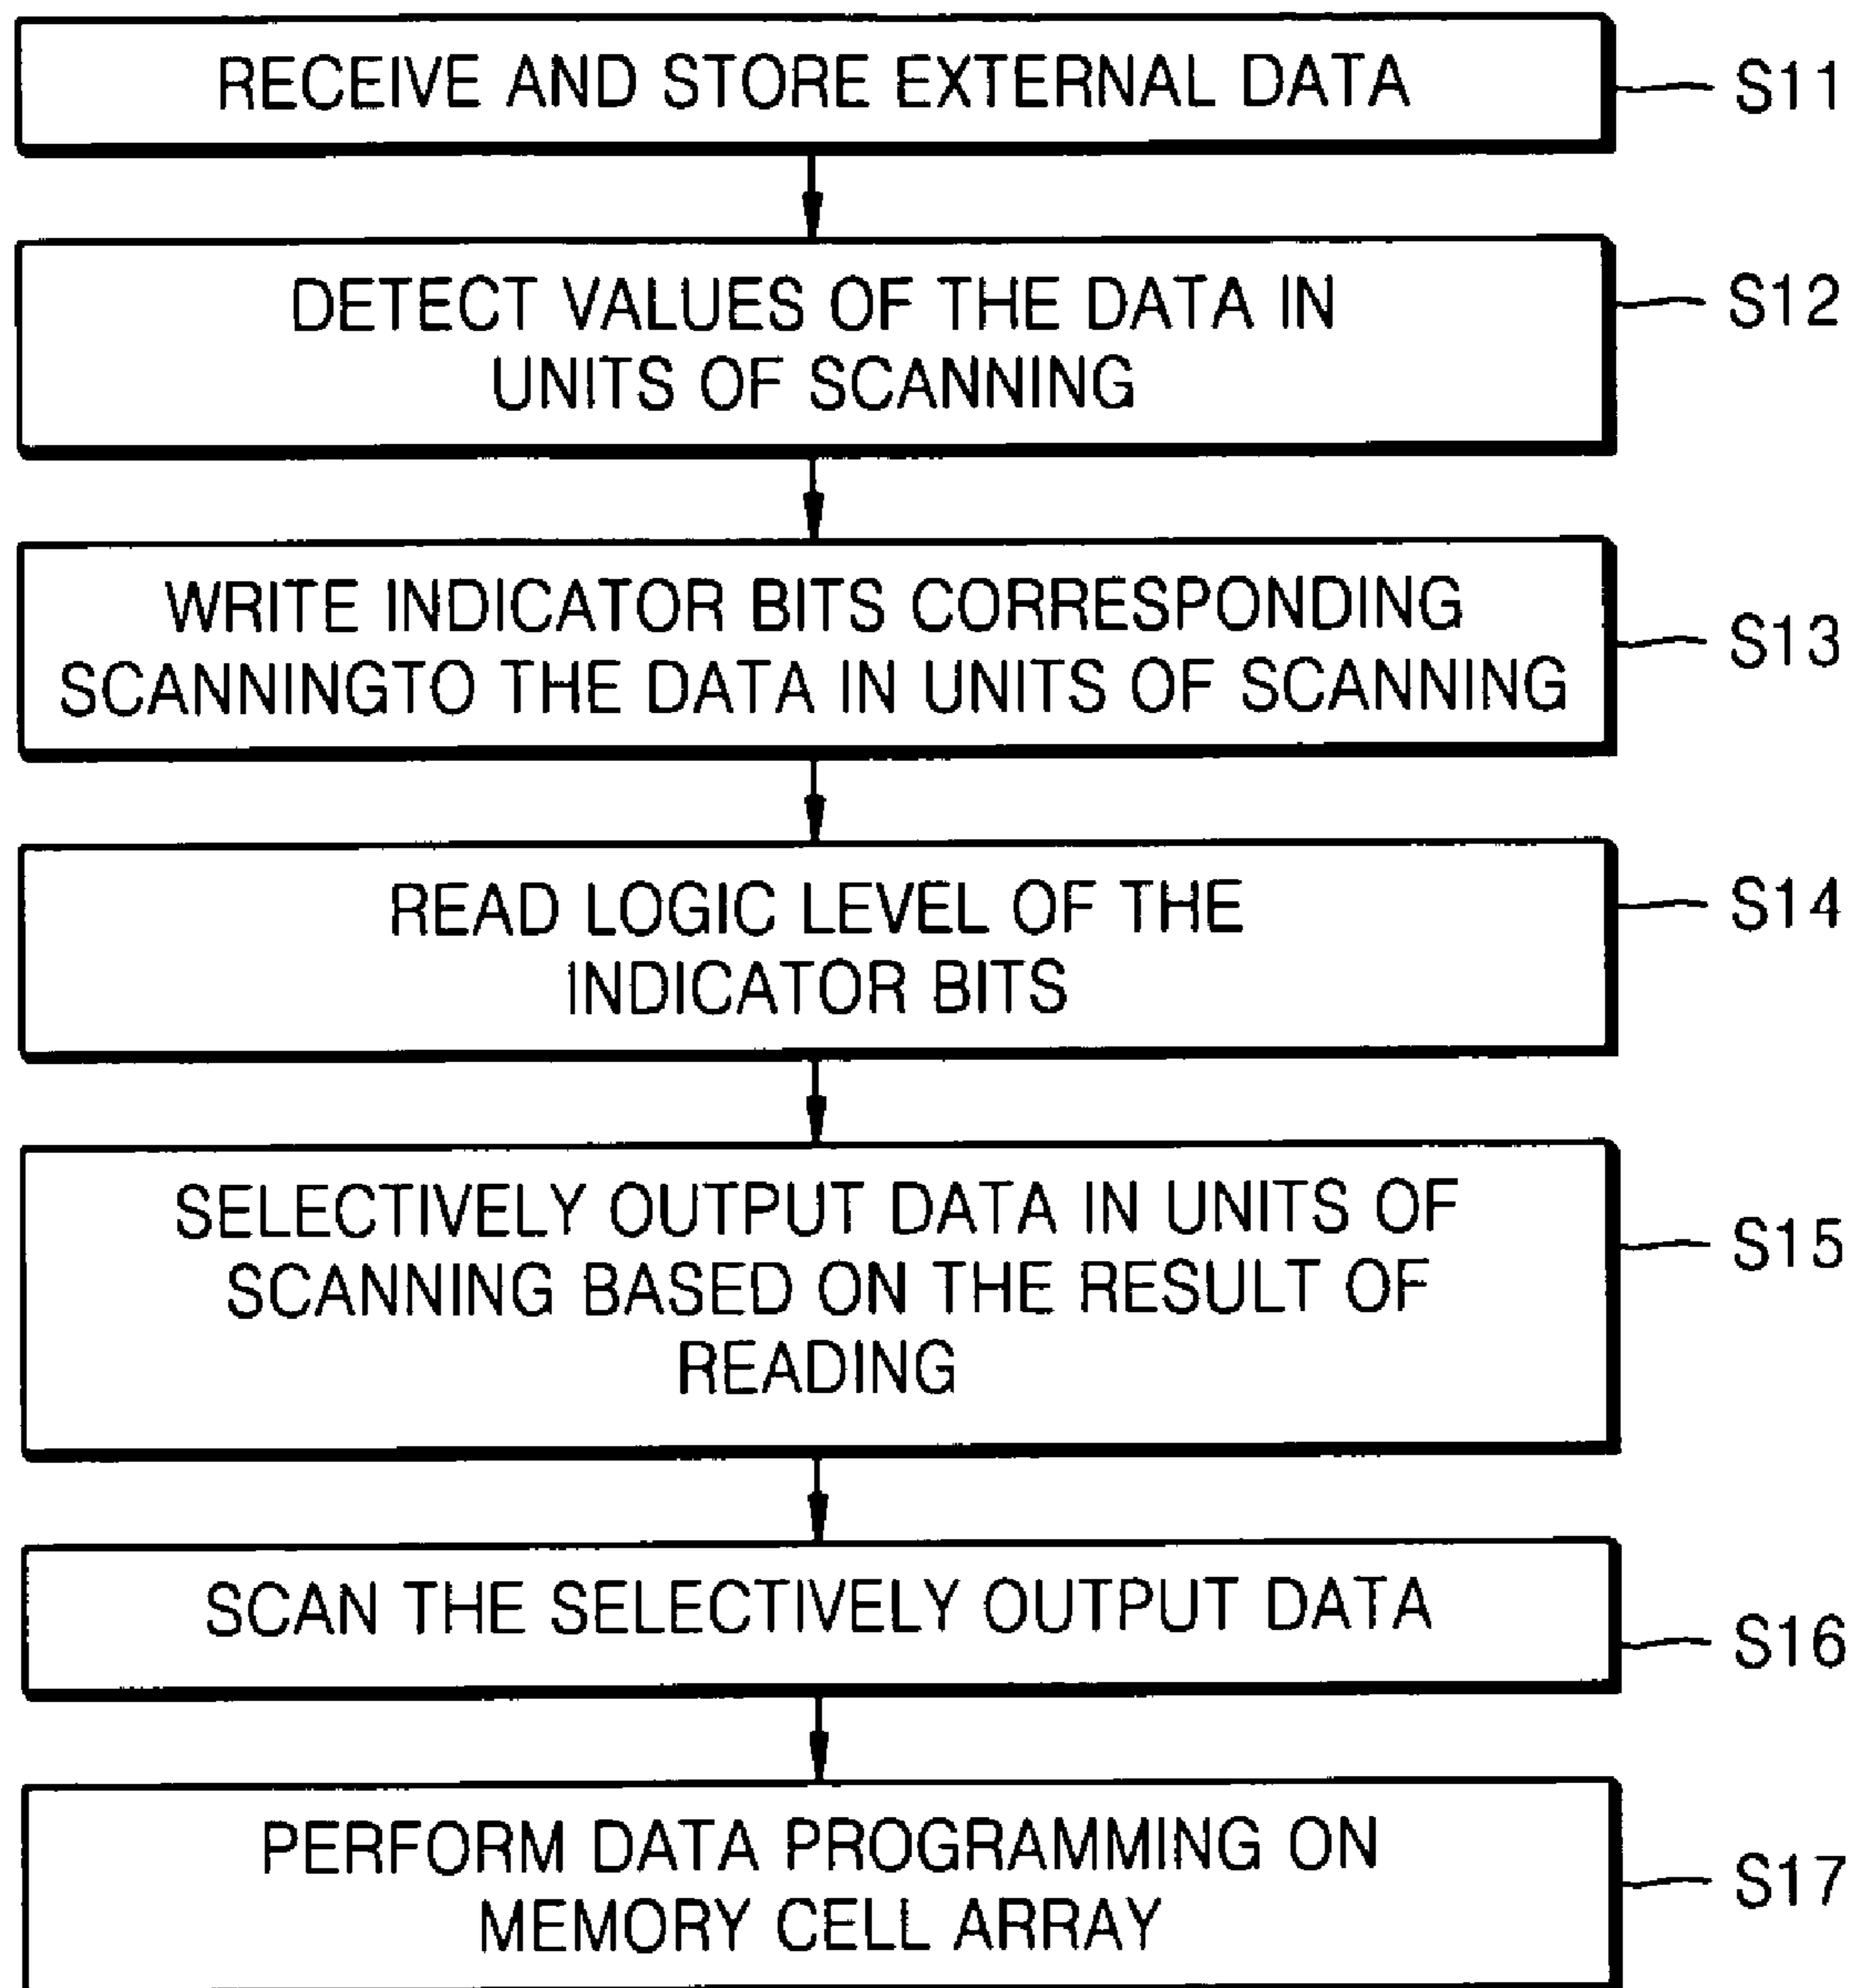 RECEIVE AND STORE EXTERNAL DATA
S11
DETECT VALUES OF THE DATA IN
UNITS OF SCANNING
S12
WRITE INDICATOR BITS CORRESPONDING
SCANNINGTO THE DATA IN UNITS OF SCANNING
S13
READ LOGIC LEVEL OF THE
INDICATOR BITS
S14
SELECTIVELY OUTPUT DATA IN UNITS OF
SCANNING BASED ON THE RESULT OF
READING
S15
SCAN THE SELECTIVELY OUTPUT DATA
S16
PERFORM DATA PROGRAMMING ON
MEMORY CELL ARRAY
S17